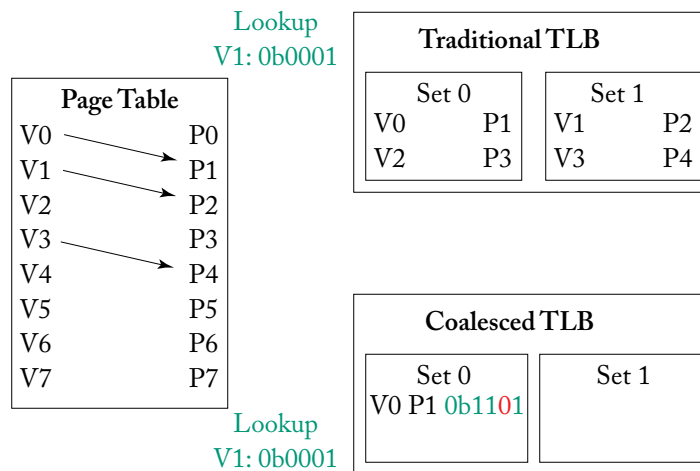 Lookup
V1: 0b0001
Page Table
V0 P0
V1 P1
V2 P2
V3 P3
V4 P4
V5 P5
V6 P6
V7 P7
Traditional TLB
Set 0
V0 P1
V2 P3
Set 1
V1 P2
V3 P4
Lookup
V1: 0b0001
Coalesced TLB
Set 0
V0 P1 0b1101
Set 1